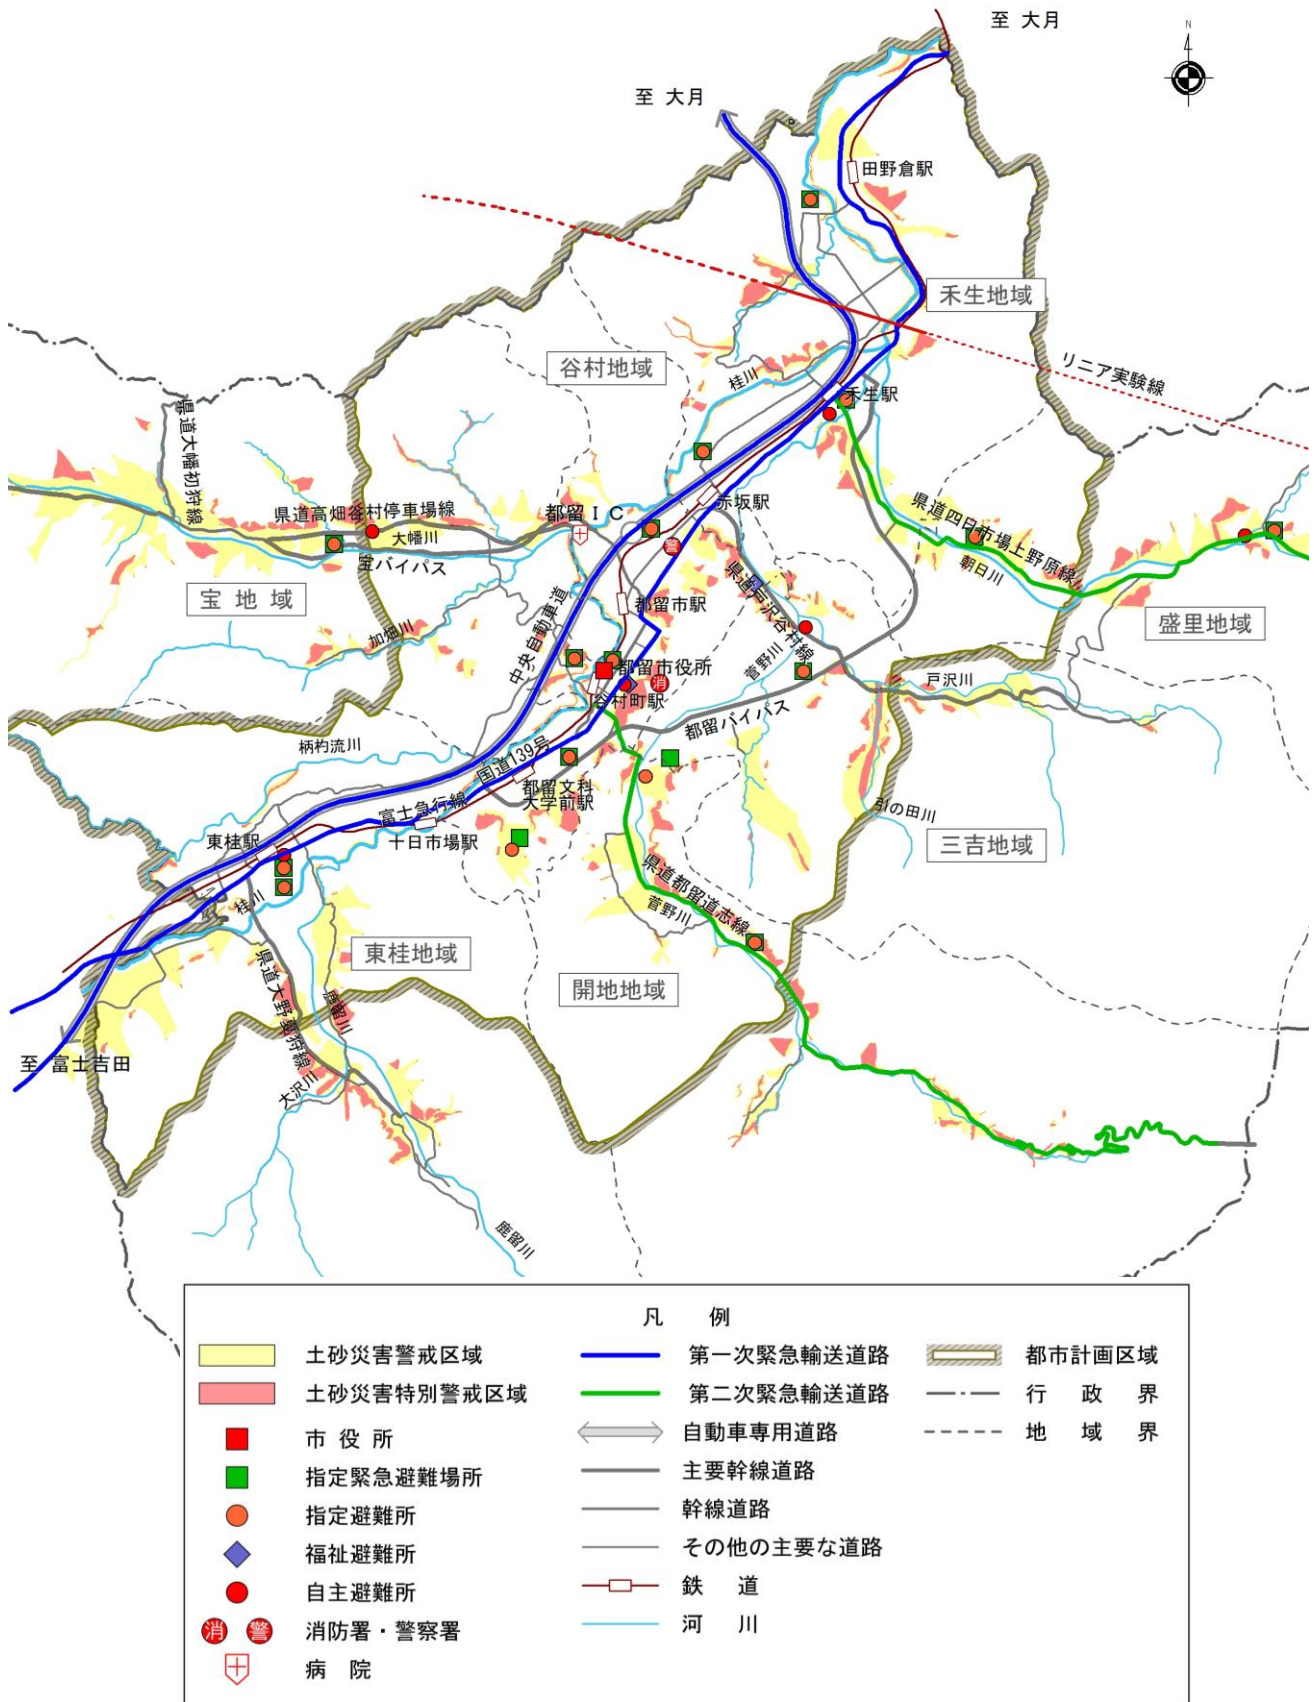 至 大月
N
至 大月
田野倉駅
禾生地域
谷村地域
リニア実験線
桂川
禾生駅
県道大幡初狩線
赤坂駅
都留IC
県道高畑谷村停車場線
大幡川
県道四日市場上野原線
朝日川
宝バイパス
警
宝地域
県道戸沢谷村線
都留市駅
盛里地域
加畑川
中央自動車道
菅野川
都留市役所
消
谷村町駅
戸沢川
都留バイパス
柄杓流川
国道139号
都留文科
大学前駅
富士急行線
引の田川
東桂駅
十日市場駅
三吉地域
県道都留道志線
桂川
菅野川
東桂地域
開地地域
県道大野夏狩線
鹿留川
至 富士吉田
大沢川
鹿留川
凡 例
土砂災害警戒区域
土砂災害特別警戒区域
市役所
指定緊急避難場所
指定避難所
福祉避難所
自主避難所
消 警 消防署・警察署
病院
第一次緊急輸送道路
第二次緊急輸送道路
自動車専用道路
主要幹線道路
幹線道路
その他の主要な道路
鉄道
河川
都市計画区域
行政界
地域界